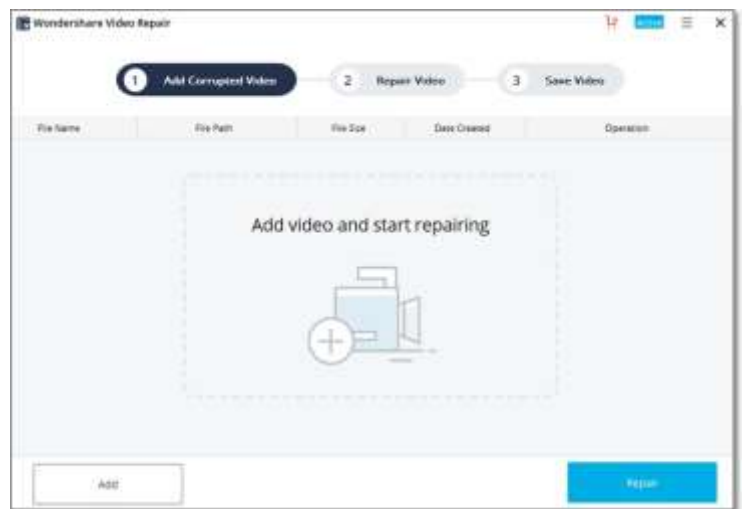 Wondershare Video Repair
1 Add Corrupted Video 2 Repair Video 3 Save Video
File Name File Path File Size Date Created Operation
Add video and start repairing
Add Repair